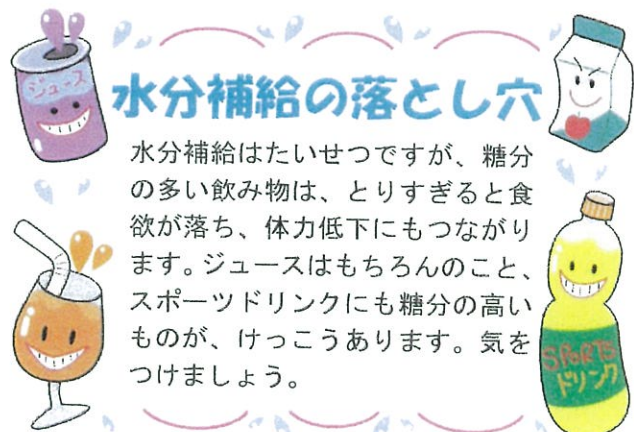 ジュース
水分補給の落とし穴
水分補給はたいせつですが、糖分
の多い飲み物は、とりすぎると食
欲が落ち、体力低下にもつながり
ます。ジュースはもちろんのこと、
スポーツドリンクにも糖分の高い
ものが、けっこうあります。気を
つけましょう。
SPORTS
ドリンク